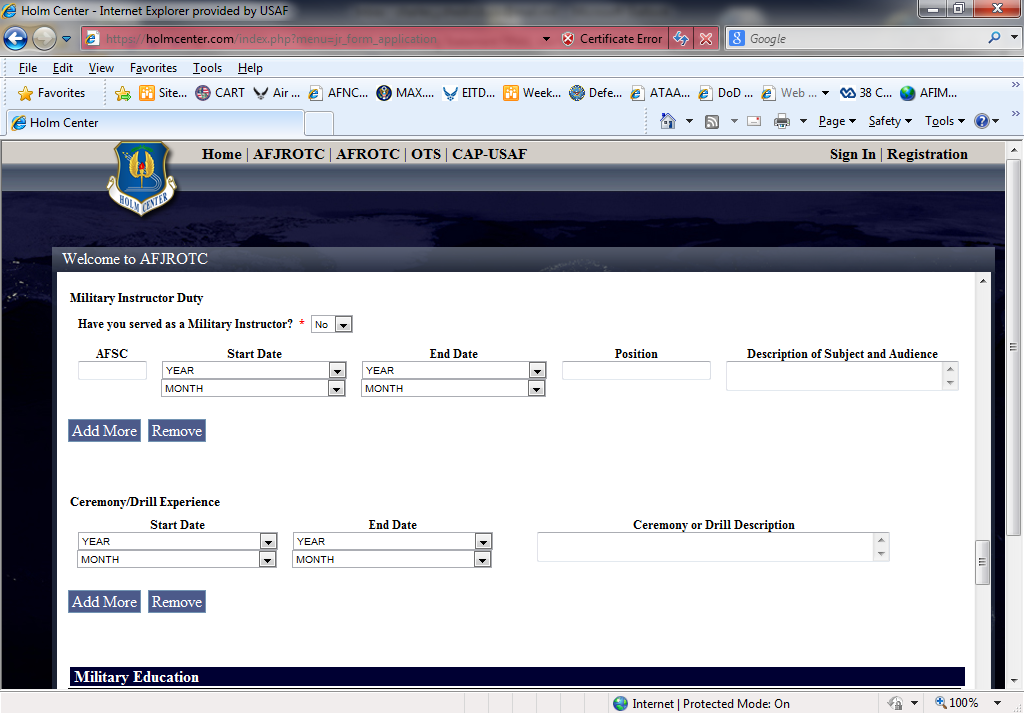 Holm Center - Internet Explorer provided by USAF
https://holmcenter.com/index.php?menu=jr_form_application
Certificate Error
Google
File Edit View Favorites Tools Help
Favorites Site... CART Air ... AFNC... MAX.... EITD... Week... Defe... ATAA... DoD ... Web ... 38 C... AFIM...
Holm Center
Page Safety Tools
Home | AFJROTC | AFROTC | OTS | CAP-USAF
Sign In | Registration
HOLM CENTER
Welcome to AFJROTC
Military Instructor Duty
Have you served as a Military Instructor? * No
AFSC Start Date End Date Position Description of Subject and Audience
YEAR YEAR
MONTH MONTH
Add More Remove
Ceremony/Drill Experience
Start Date End Date Ceremony or Drill Description
YEAR YEAR
MONTH MONTH
Add More Remove
Military Education
Internet | Protected Mode: On
100%